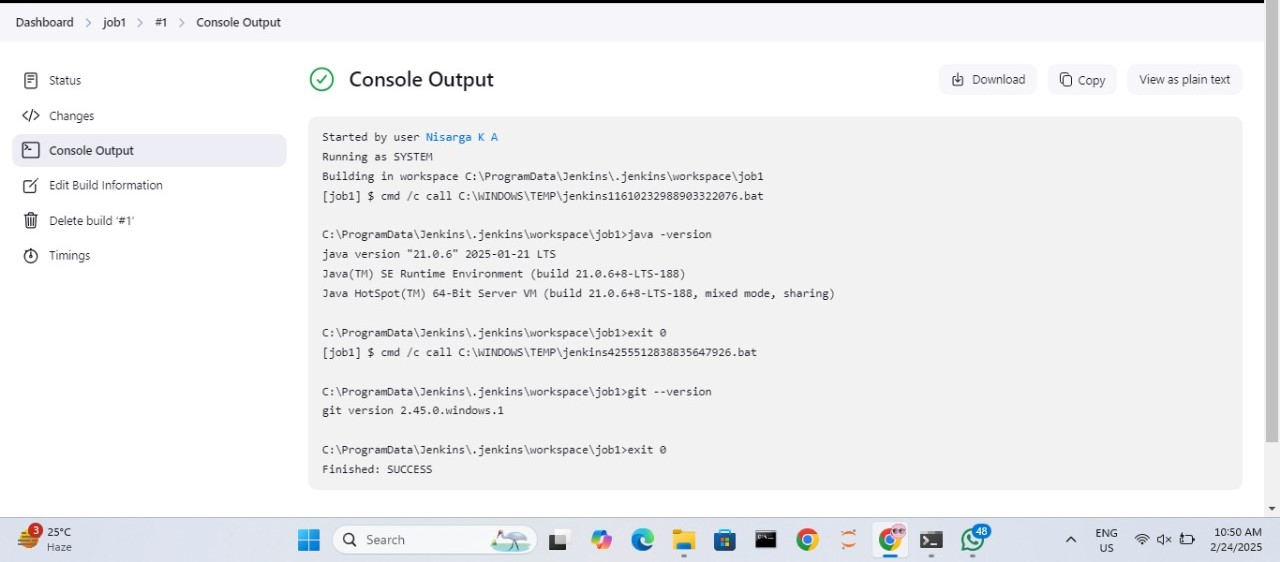 Dashboard > job1 > #1 > Console Output
Status
Changes
Console Output
Edit Build Information
Delete build '#1'
Timings
Console Output
Download
Copy
View as plain text
Started by user Nisarga K A
Running as SYSTEM
Building in workspace C:\ProgramData\Jenkins\.jenkins\workspace\job1
[job1] $ cmd /c call C:\WINDOWS\TEMP\jenkins11610232988903322076.bat
C:\ProgramData\Jenkins\.jenkins\workspace\job1>java -version
java version "21.0.6" 2025-01-21 LTS
Java(TM) SE Runtime Environment (build 21.0.6+8-LTS-188)
Java HotSpot(TM) 64-Bit Server VM (build 21.0.6+8-LTS-188, mixed mode, sharing)
C:\ProgramData\Jenkins\.jenkins\workspace\job1>exit 0
[job1] $ cmd /c call C:\WINDOWS\TEMP\jenkins4255512838835647926.bat
C:\ProgramData\Jenkins\.jenkins\workspace\job1>git --version
git version 2.45.0.windows.1
C:\ProgramData\Jenkins\.jenkins\workspace\job1>exit 0
Finished: SUCCESS
3
25°C
Haze
Search
48
ENG
US
10:50 AM
2/24/2025